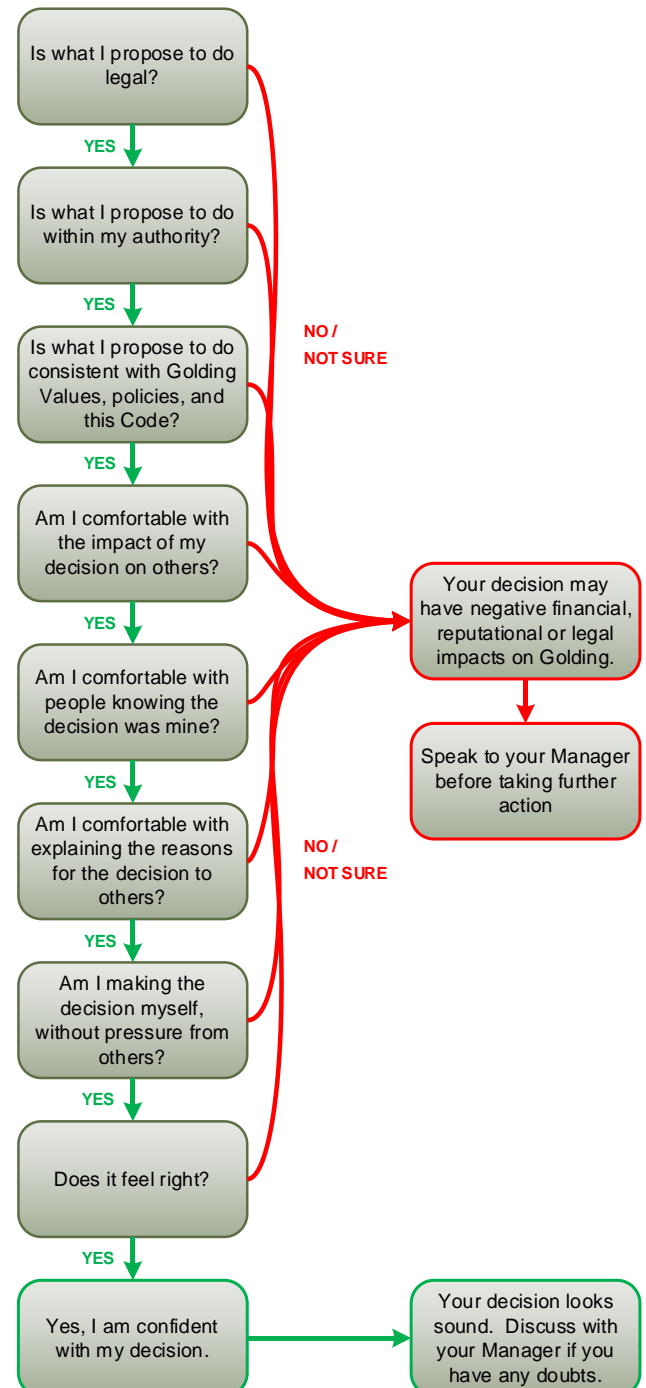 Is what I propose to do
legal?
YES
Is what I propose to do
within my authority?
YES
NO /
NOT SURE
Is what I propose to do
consistent with Golding
Values, policies, and
this Code?
YES
Am I comfortable with
the impact of my
decision on others?
Your decision may
have negative financial,
reputational or legal
impacts on Golding.
YES
Am I comfortable with
people knowing the
decision was mine?
Speak to your Manager
before taking further
action
YES
Am I comfortable with
explaining the reasons
for the decision to
others?
NO /
NOT SURE
YES
Am I making the
decision myself,
without pressure from
others?
YES
Does it feel right?
YES
Yes, I am confident
with my decision.
Your decision looks
sound.  Discuss with
your Manager if you
have any doubts.